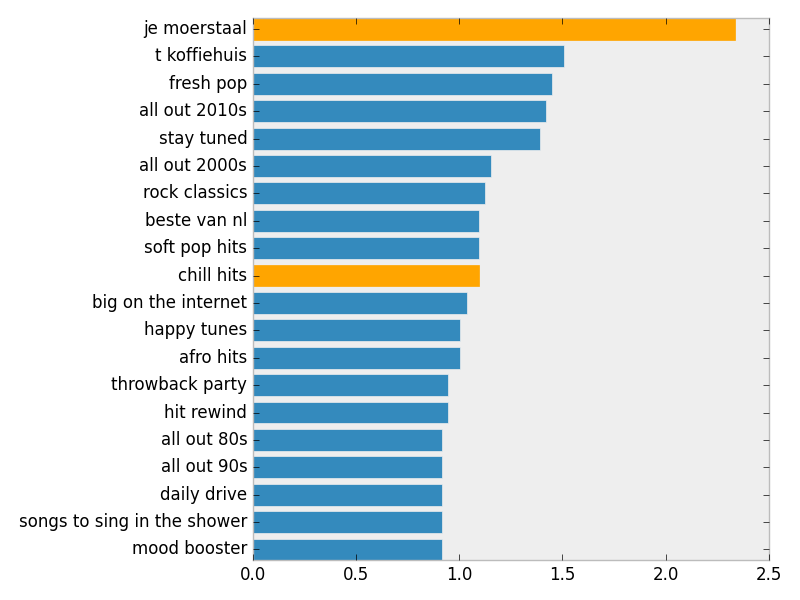 je moerstaal
t koffiehuis
fresh pop
all out 2010s
stay tuned
all out 2000s
rock classics
beste van nl
soft pop hits
chill hits
big on the internet
happy tunes
afro hits
throwback party
hit rewind
all out 80s
all out 90s
daily drive
songs to sing in the shower
mood booster
0.0 0.5 1.0 1.5 2.0 2.5